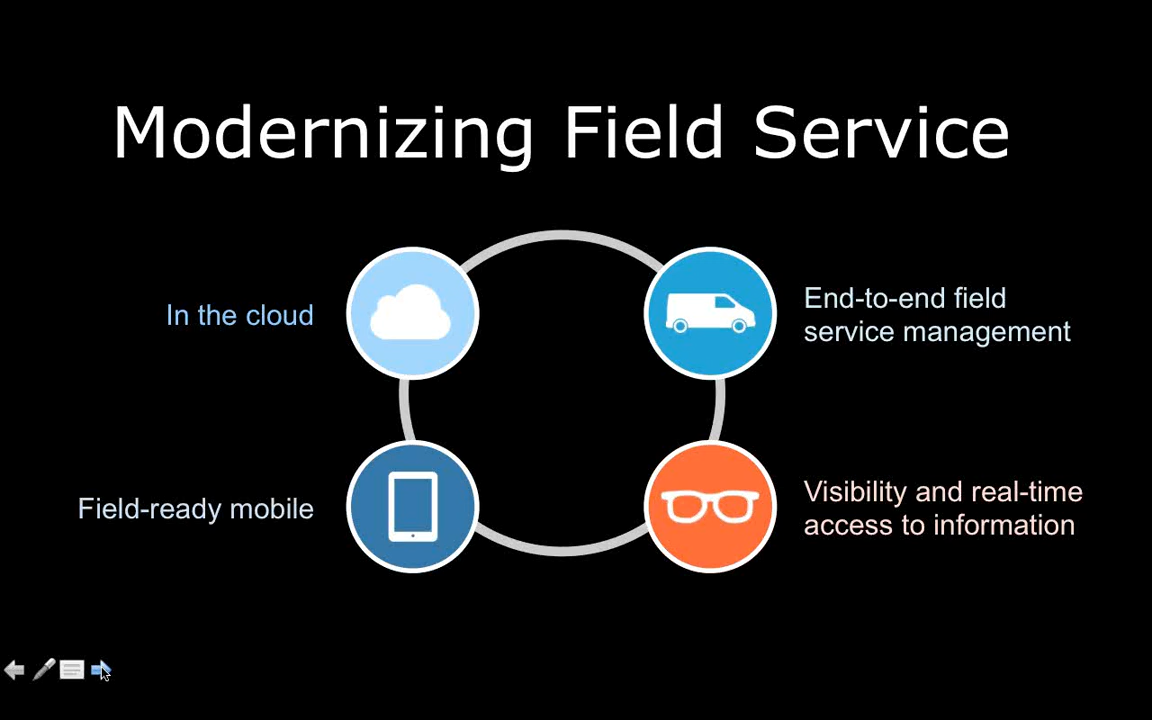 Modernizing Field Service
In the cloud
End-to-end field
service management
Field-ready mobile
Visibility and real-time
access to information